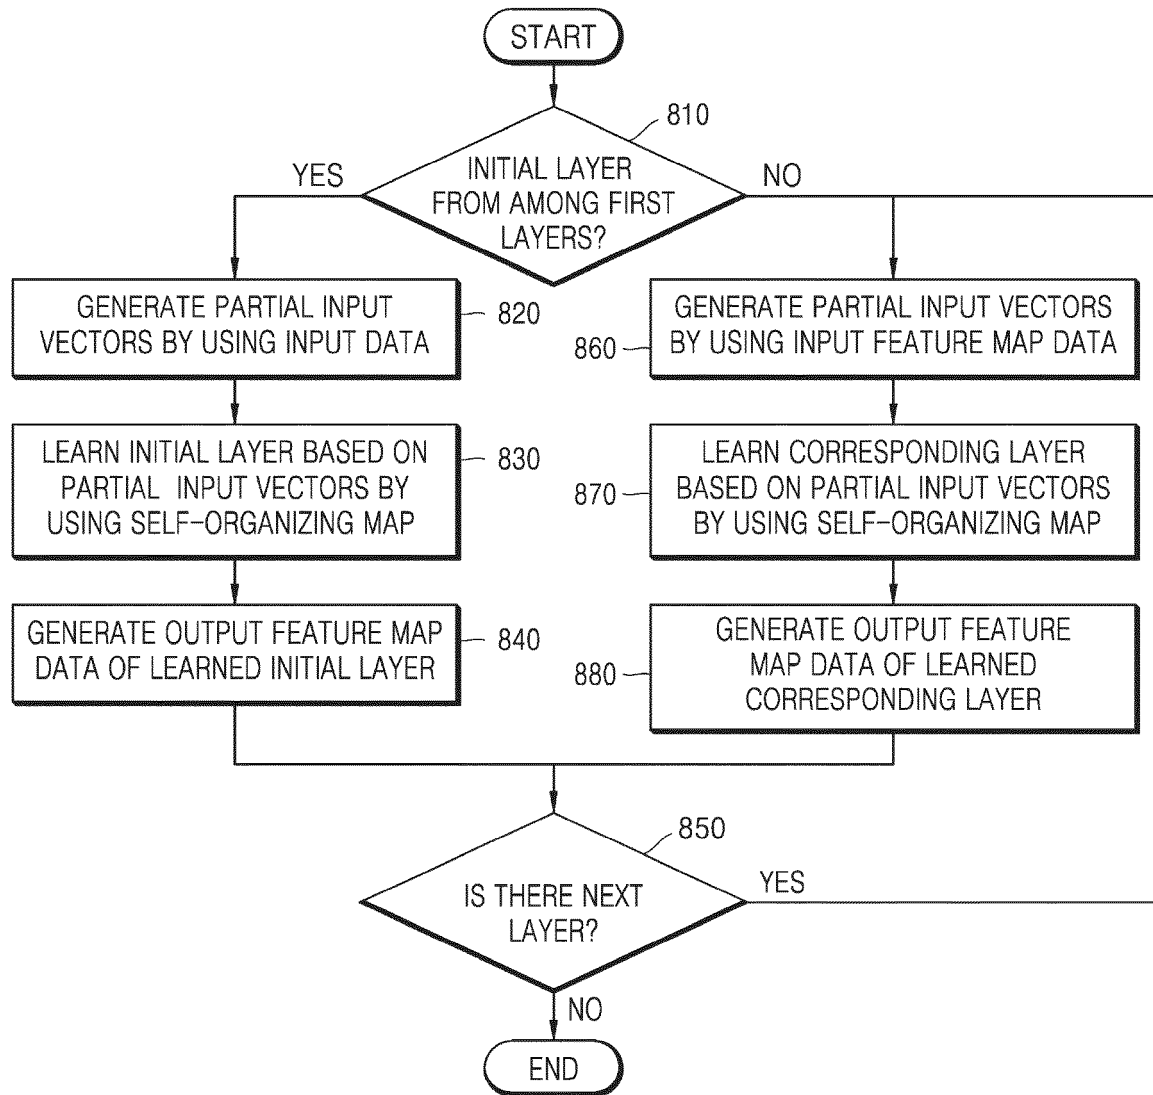 START
810
INITIAL LAYER
FROM AMONG FIRST
LAYERS?
YES
NO
GENERATE PARTIAL INPUT
VECTORS BY USING INPUT DATA
820
LEARN INITIAL LAYER BASED ON
PARTIAL INPUT VECTORS BY
USING SELF-ORGANIZING MAP
830
GENERATE OUTPUT FEATURE MAP
DATA OF LEARNED INITIAL LAYER
840
GENERATE PARTIAL INPUT VECTORS
BY USING INPUT FEATURE MAP DATA
860
LEARN CORRESPONDING LAYER
BASED ON PARTIAL INPUT VECTORS
BY USING SELF-ORGANIZING MAP
870
GENERATE OUTPUT FEATURE
MAP DATA OF LEARNED
CORRESPONDING LAYER
880
850
IS THERE NEXT
LAYER?
YES
NO
END